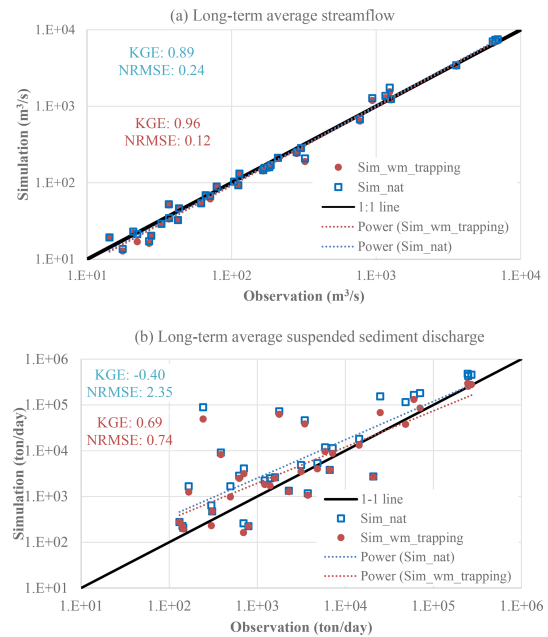 (a) Long-term average streamflow
1.E+04
KGE: 0.89
NRMSE: 0.24
1.E+03
KGE: 0.96
NRMSE: 0.12
Simulation (m³/s)
Sim_wm_trapping
Sim_nat
1.E+02
1:1 line
Power (Sim_wm_trapping)
Power (Sim_nat)
1.E+01
1.E+01 1.E+02 1.E+03 1.E+04
Observation (m³/s)
(b) Long-term average suspended sediment discharge
1.E+06
KGE: -0.40
NRMSE: 2.35
1.E+05
KGE: 0.69
NRMSE: 0.74
1.E+04
Simulation (ton/day)
1.E+03
1-1 line
Sim_nat
Sim_wm_trapping
1.E+02
Power (Sim_nat)
Power (Sim_wm_trapping)
1.E+01
1.E+01 1.E+02 1.E+03 1.E+04 1.E+05 1.E+06
Observation (ton/day)